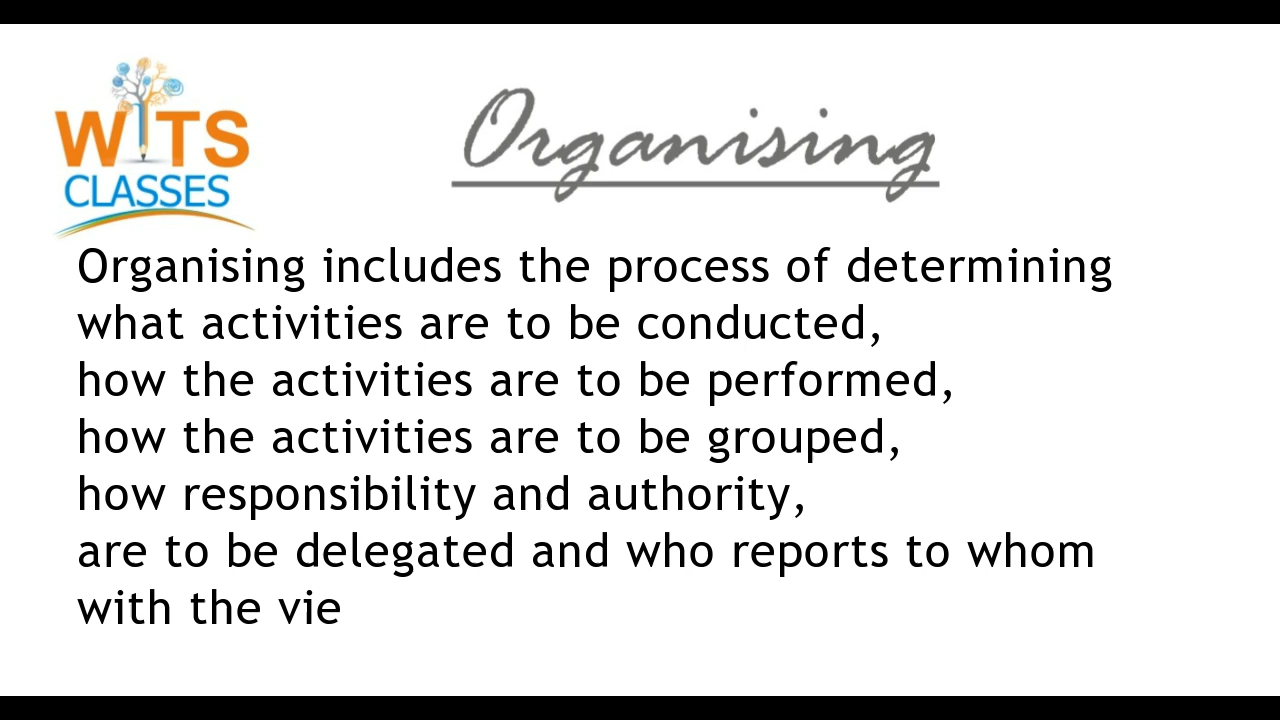 WITS
CLASSES
Organising
Organising includes the process of determining
what activities are to be conducted,
how the activities are to be performed,
how the activities are to be grouped,
how responsibility and authority,
are to be delegated and who reports to whom
with the vie